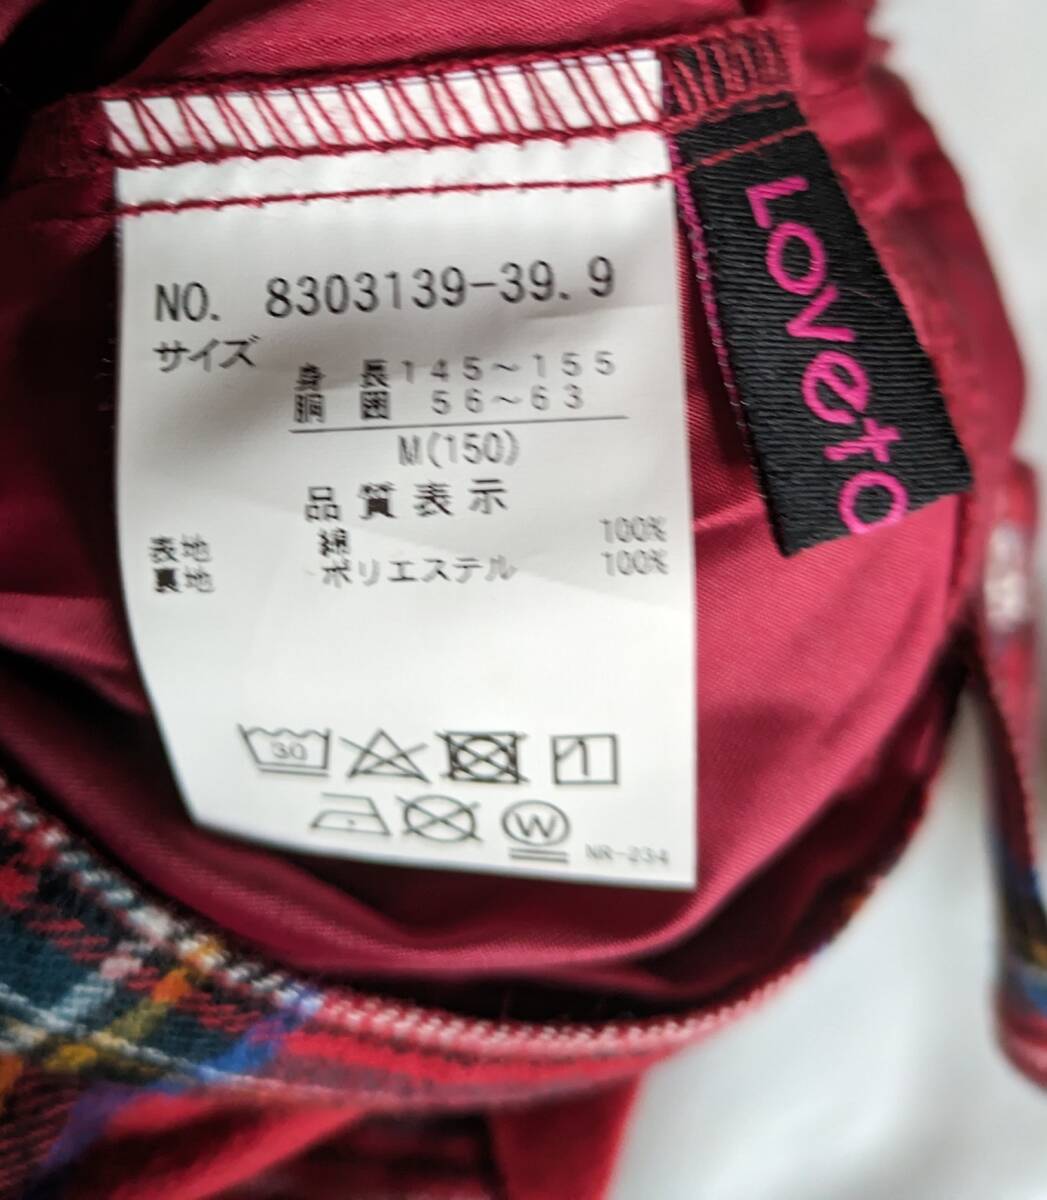 NO. 8303139-39.9
サイズ
身長145～155
胴囲 56～63
M(150)
品質表示
表地 綿 100%
裏地 ポリエステル 100%
30
W
NR-234
Loveto